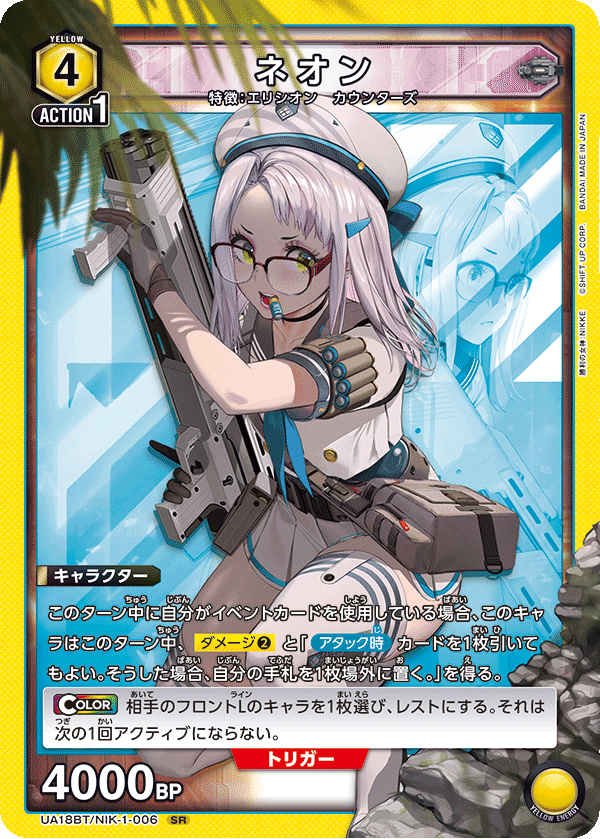 YELLOW
4
ACTION 1
ネオン
特徴:エリシオン カウンターズ
勝利の女神:NIKKE ©SHIFT UP CORP. BANDAI MADE IN JAPAN
キャラクター
このターン中に自分がイベントカードを使用している場合、このキャ
ラはこのターン中、ダメージ2 と「アタック時 カードを1枚引いて
もよい。そうした場合、自分の手札を1枚場外に置く。」を得る。
COLOR 相手のフロントLのキャラを1枚選び、レストにする。それは
次の1回アクティブにならない。
トリガー
4000BP
YELLOW ENERGY
UA18BT/NIK-1-006 SR